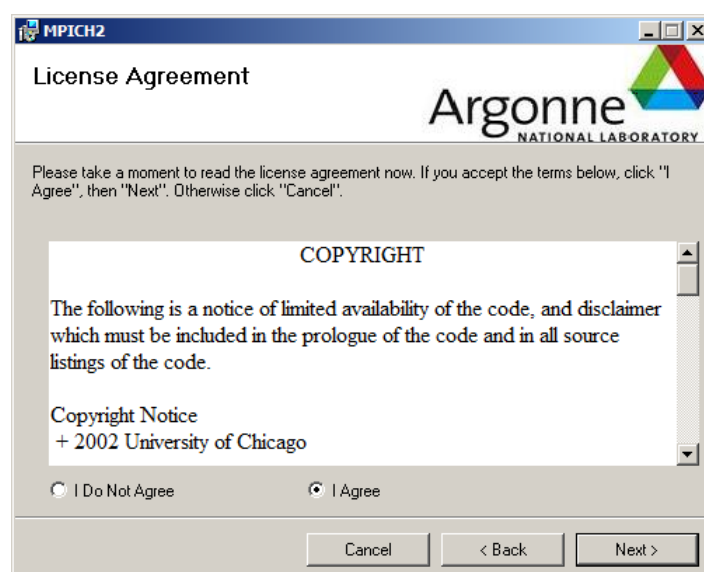 MPICH2
License Agreement
Argonne
NATIONAL LABORATORY
Please take a moment to read the license agreement now. If you accept the terms below, click "I
Agree", then "Next". Otherwise click "Cancel".
COPYRIGHT
The following is a notice of limited availability of the code, and disclaimer
which must be included in the prologue of the code and in all source
listings of the code.
Copyright Notice
+ 2002 University of Chicago
I Do Not Agree
I Agree
Cancel
< Back
Next >